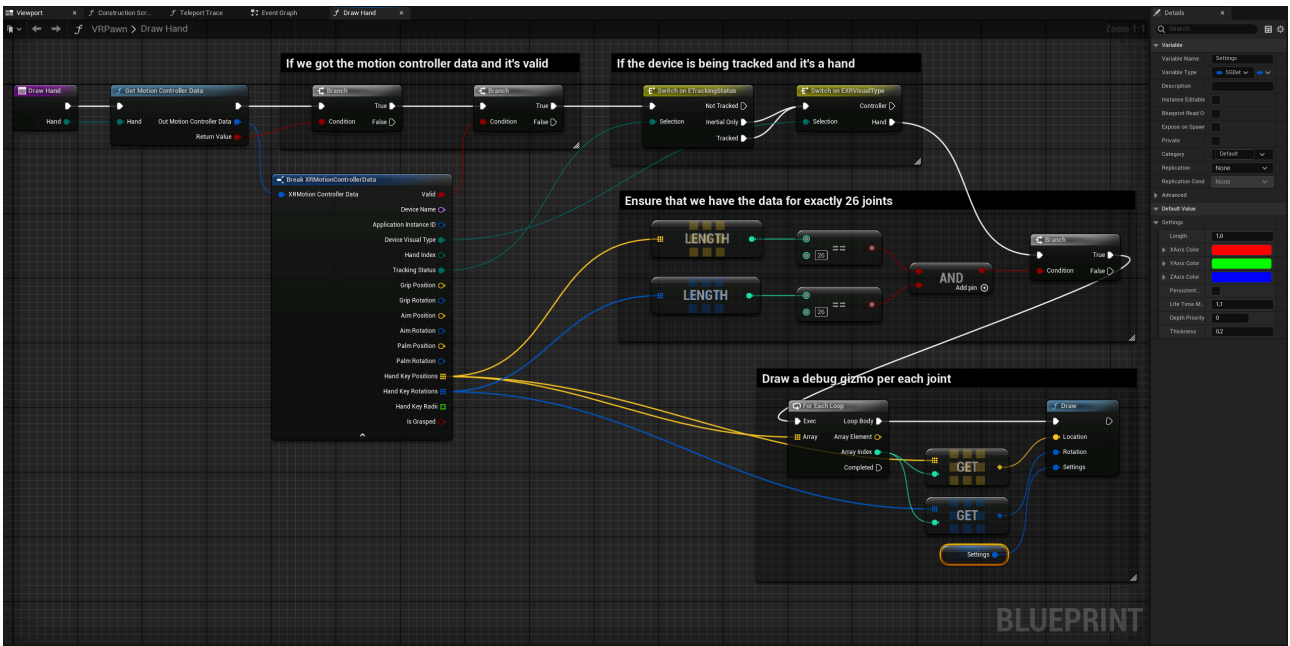 Viewport ×
f Construction Scr...
f Teleport Trace
Event Graph
f Draw Hand ×
f VRPawn > Draw Hand
Zoom 1:1
If we got the motion controller data and it's valid
If the device is being tracked and it's a hand
Draw Hand
Hand
f Get Motion Controller Data
Hand
Out Motion Controller Data
Return Value
Branch
True
Condition
False
Branch
True
Condition
False
Switch on ETrackingStatus
Not Tracked
Selection
Inertial Only
Tracked
Switch on EXRVisualType
Controller
Selection
Hand
Break XRMotionControllerData
XRMotion Controller Data
Valid
Device Name
Application Instance ID
Device Visual Type
Hand Index
Tracking Status
Grip Position
Grip Rotation
Aim Position
Aim Rotation
Palm Position
Palm Rotation
Hand Key Positions
Hand Key Rotations
Hand Key Radii
Is Grasped
Ensure that we have the data for exactly 26 joints
LENGTH
26
==
LENGTH
26
==
AND
Add pin
Branch
True
Condition
False
Draw a debug gizmo per each joint
For Each Loop
Exec
Loop Body
Array
Array Element
Array Index
Completed
GET
GET
Settings
f Draw
Location
Rotation
Settings
BLUEPRINT
Details ×
Search
Variable
Variable Name Settings
Variable Type SGDet
Description
Instance Editable
Blueprint Read O
Expose on Spawn
Private
Category Default
Replication None
Replication Cond None
Advanced
Default Value
Settings
Length 1,0
XAxis Color
YAxis Color
ZAxis Color
Persistent...
Life Time M... 1,1
Depth Priority 0
Thickness 0,2